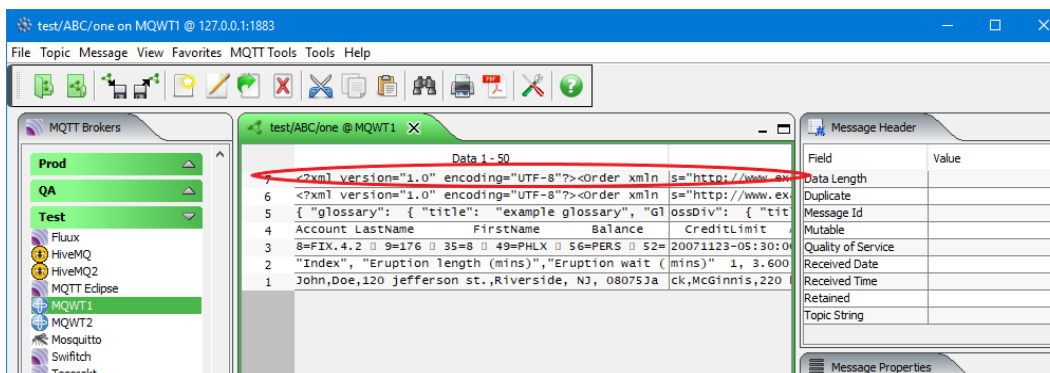 test/ABC/one on MQWT1 @ 127.0.0.1:1883
File Topic Message View Favorites MQTT Tools Tools Help
PDF
MQTT Brokers
Prod
QA
Test
Fluux
HiveMQ
HiveMQ2
MQTT Eclipse
MQWT1
MQWT2
Mosquitto
Swifitch
test/ABC/one @ MQWT1 X
Data 1 - 50
7 <?xml version="1.0" encoding="UTF-8"?><Order xmln s="http://www.ex
6 <?xml version="1.0" encoding="UTF-8"?><Order xmln s="http://www.exa
5 { "glossary": { "title": "example glossary", "Gl ossDiv": { "tit
4 Account LastName FirstName Balance CreditLimit
3 8=FIX.4.2 ▯ 9=176 ▯ 35=8 ▯ 49=PHLX ▯ 56=PERS ▯ 52= 20071123-05:30:0
2 "Index", "Eruption length (mins)","Eruption wait ( mins)" 1, 3.600
1 John,Doe,120 jefferson st.,Riverside, NJ, 08075Ja ck,McGinnis,220
Message Header
Field Value
Data Length
Duplicate
Message Id
Mutable
Quality of Service
Received Date
Received Time
Retained
Topic String
Message Properties